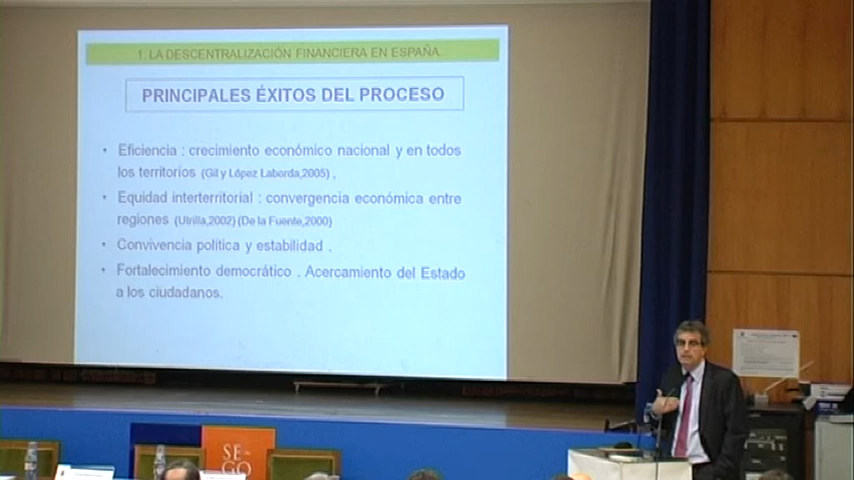 1. LA DESCENTRALIZACIÓN FINANCIERA EN ESPAÑA.
PRINCIPALES ÉXITOS DEL PROCESO
• Eficiencia : crecimiento económico nacional y en todos
los territorios (Gil y López Laborda,2005) ,
• Equidad interterritorial : convergencia económica entre
regiones (Utrilla,2002) (De la Fuente,2000)
• Convivencia política y estabilidad .
• Fortalecimiento democrático . Acercamiento del Estado
a los ciudadanos.
SE
GO